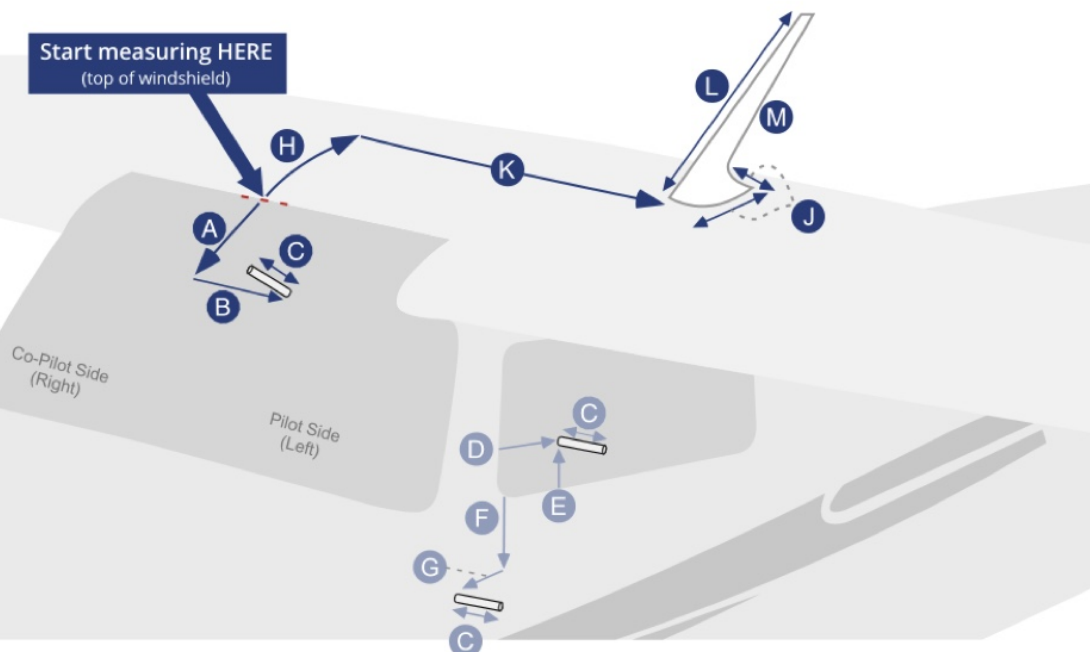 Start measuring HERE
(top of windshield)
L
M
H
K
J
A
C
B
Co-Pilot Side
(Right)
Pilot Side
(Left)
C
D
E
F
G
C